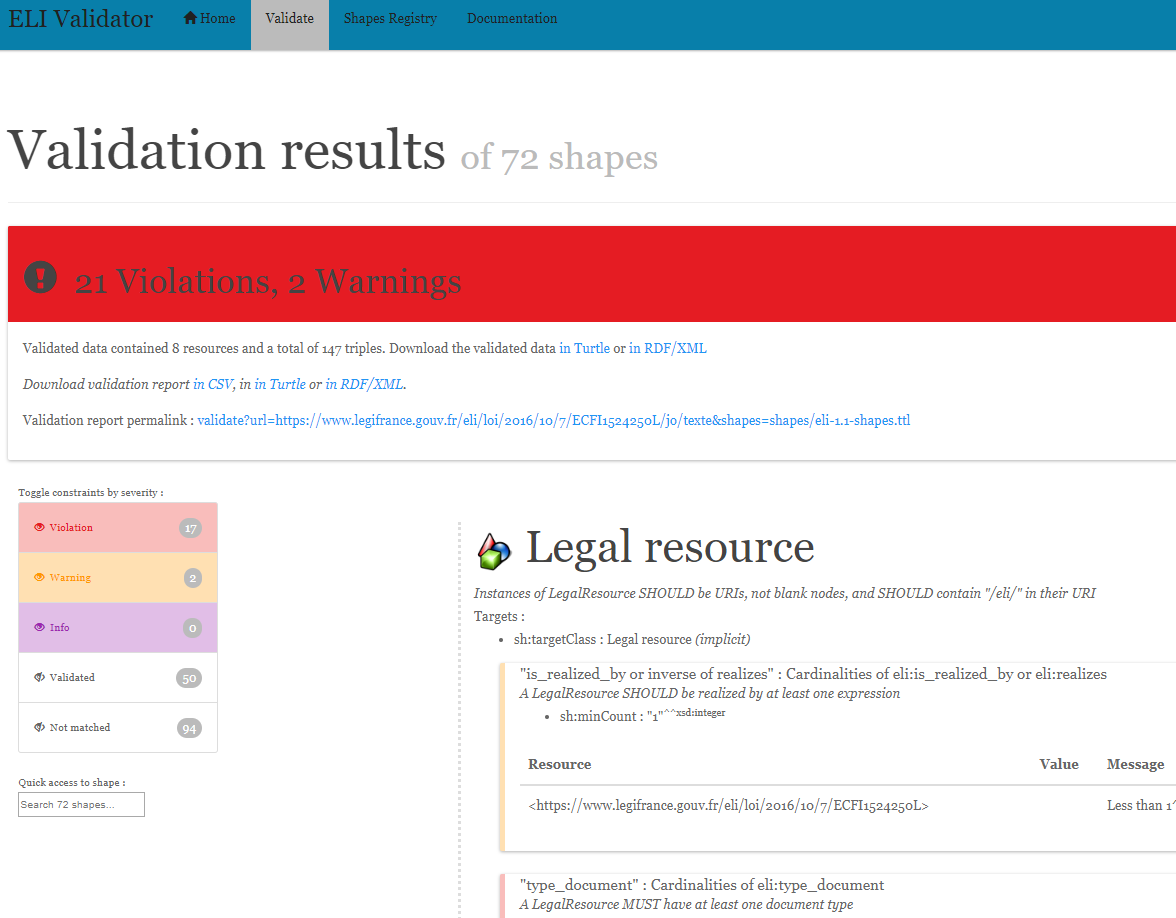 ELI Validator Home Validate Shapes Registry Documentation
Validation results of 72 shapes
21 Violations, 2 Warnings
Validated data contained 8 resources and a total of 147 triples. Download the validated data in Turtle or in RDF/XML
Download validation report in CSV, in in Turtle or in RDF/XML.
Validation report permalink : validate?url=https://www.legifrance.gouv.fr/eli/loi/2016/10/7/ECFI1524250L/jo/texte&shapes=shapes/eli-1.1-shapes.ttl
Toggle constraints by severity :
Violation 17
Warning 2
Info 0
Validated 50
Not matched 94
Quick access to shape :
Search 72 shapes...
Legal resource
Instances of LegalResource SHOULD be URIs, not blank nodes, and SHOULD contain "/eli/" in their URI
Targets :
• sh:targetClass : Legal resource (implicit)
"is_realized_by or inverse of realizes" : Cardinalities of eli:is_realized_by or eli:realizes
A LegalResource SHOULD be realized by at least one expression
• sh:minCount : "1"^^xsd:integer
Resource Value Message
<https://www.legifrance.gouv.fr/eli/loi/2016/10/7/ECFI1524250L> Less than 1^
"type_document" : Cardinalities of eli:type_document
A LegalResource MUST have at least one document type